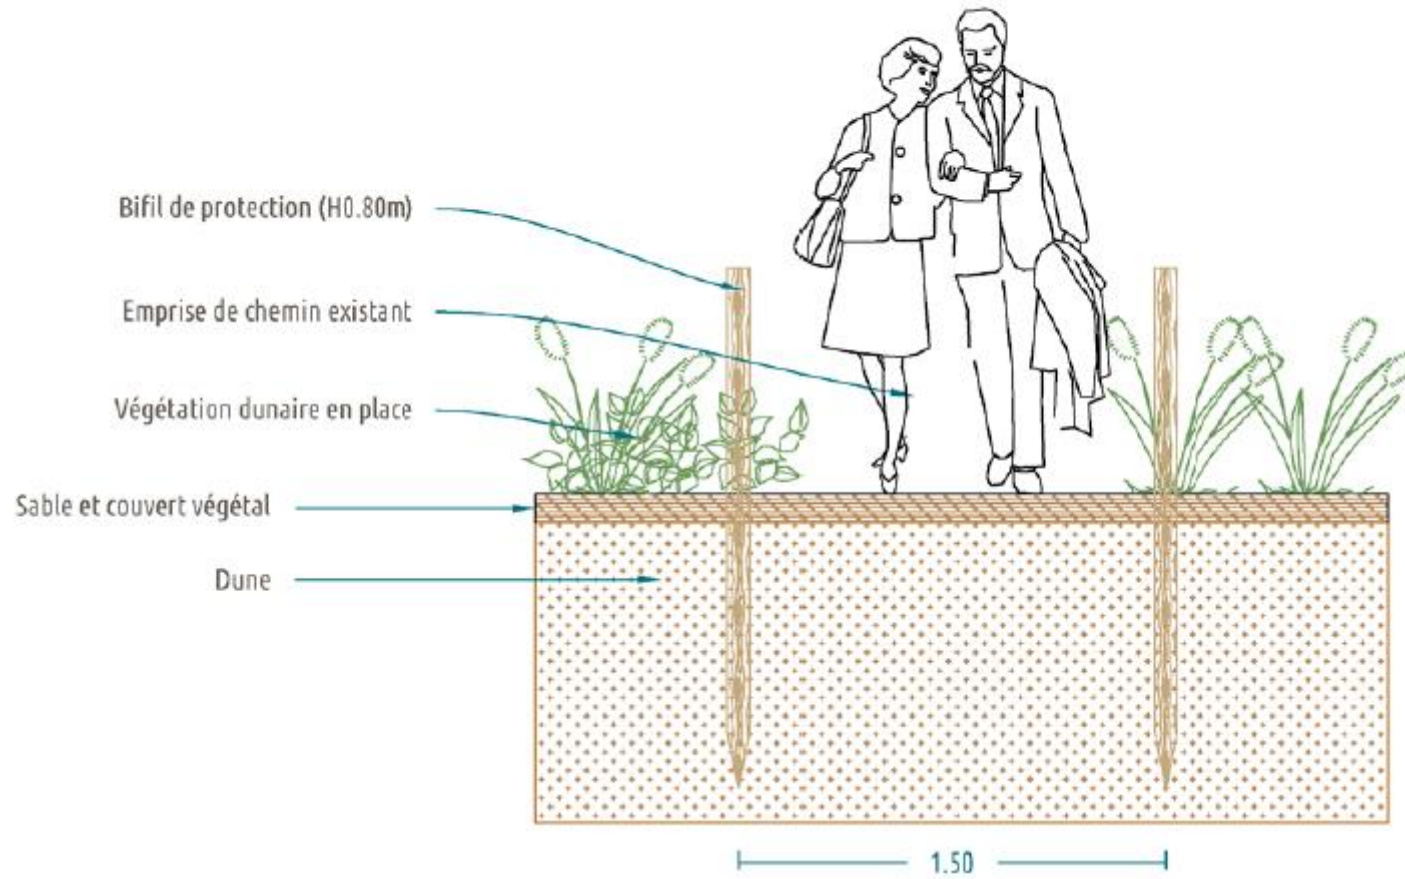 Bifil de protection (H0.80m)
Emprise de chemin existant
Végétation dunaire en place
Sable et couvert végétal
Dune
1.50